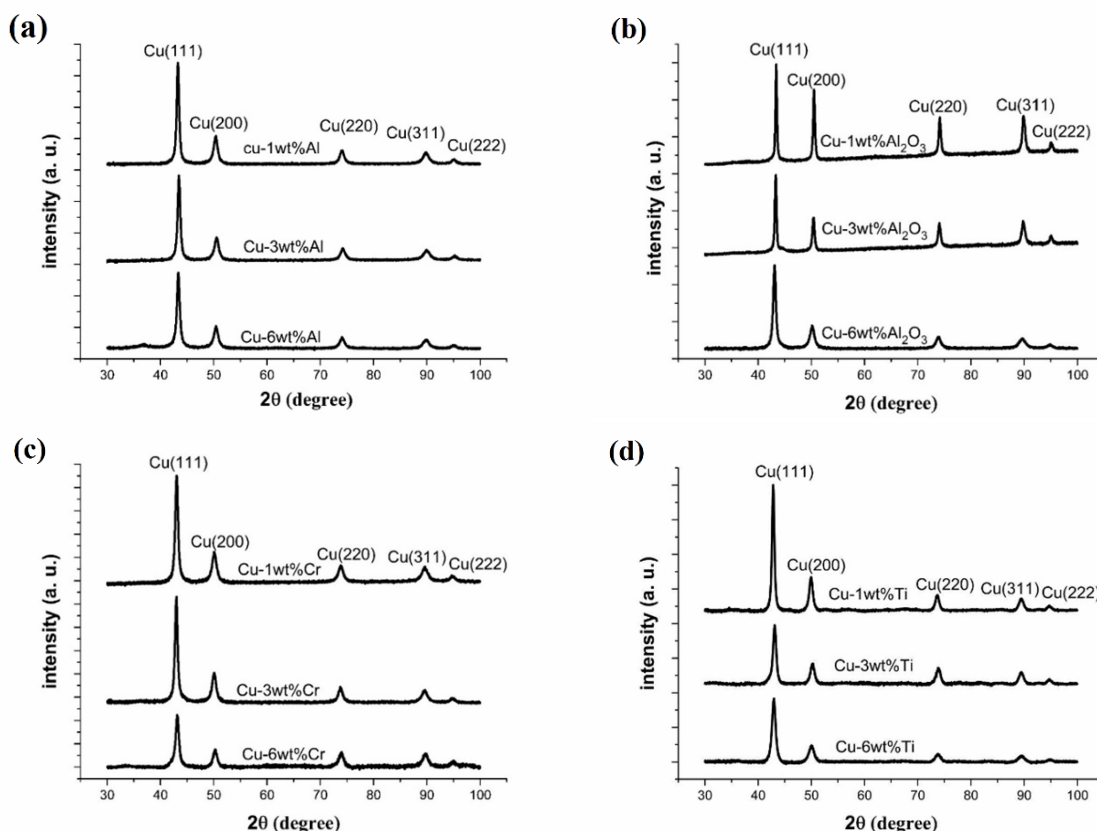 (a)
Cu(111)
Cu(200)
Cu(220)
Cu(311)
Cu(222)
cu-1wt%Al
Cu-3wt%Al
Cu-6wt%Al
intensity (a. u.)
30 40 50 60 70 80 90 100
2θ (degree)
(b)
Cu(111)
Cu(200)
Cu(220)
Cu(311)
Cu(222)
Cu-1wt%Al₂O₃
Cu-3wt%Al₂O₃
Cu-6wt%Al₂O₃
intensity (a. u.)
30 40 50 60 70 80 90 100
2θ (degree)
(c)
Cu(111)
Cu(200)
Cu(220)
Cu(311)
Cu(222)
Cu-1wt%Cr
Cu-3wt%Cr
Cu-6wt%Cr
intensity (a. u.)
30 40 50 60 70 80 90 100
2θ (degree)
(d)
Cu(111)
Cu(200)
Cu(220)
Cu(311)
Cu(222)
Cu-1wt%Ti
Cu-3wt%Ti
Cu-6wt%Ti
intensity (a. u.)
30 40 50 60 70 80 90 100
2θ (degree)